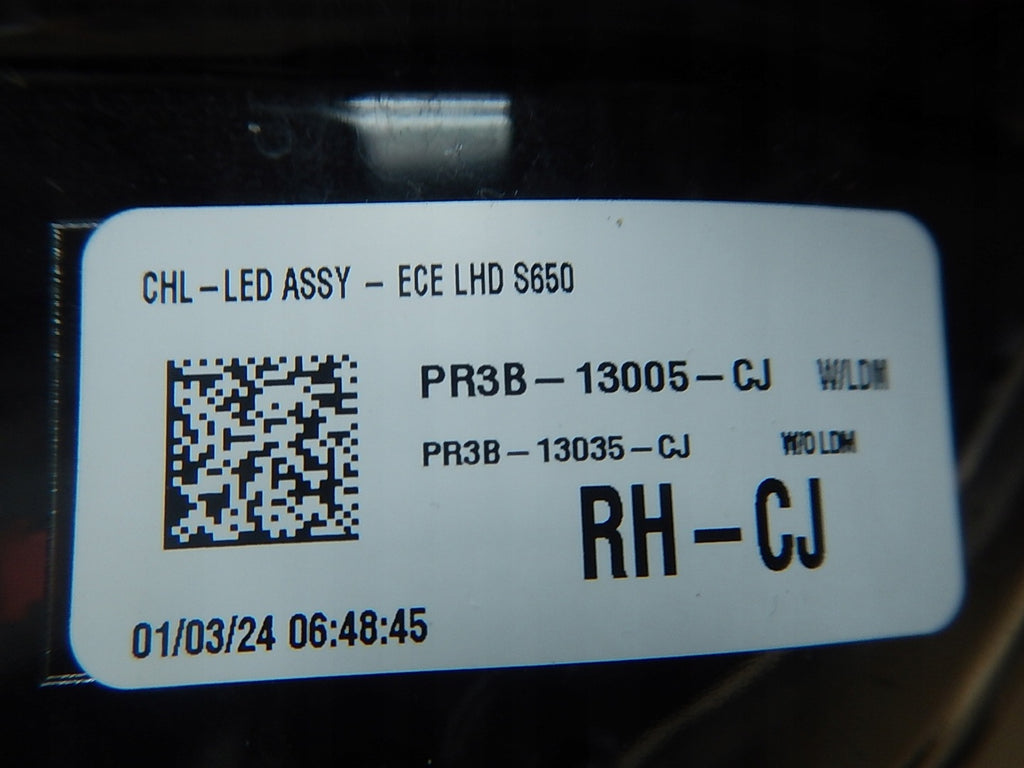 CHL-LED ASSY - ECE LHD S650
PR3B-13005-CJ W/LDM
PR3B-13035-CJ W/O LDM
RH-CJ
01/03/24 06:48:45